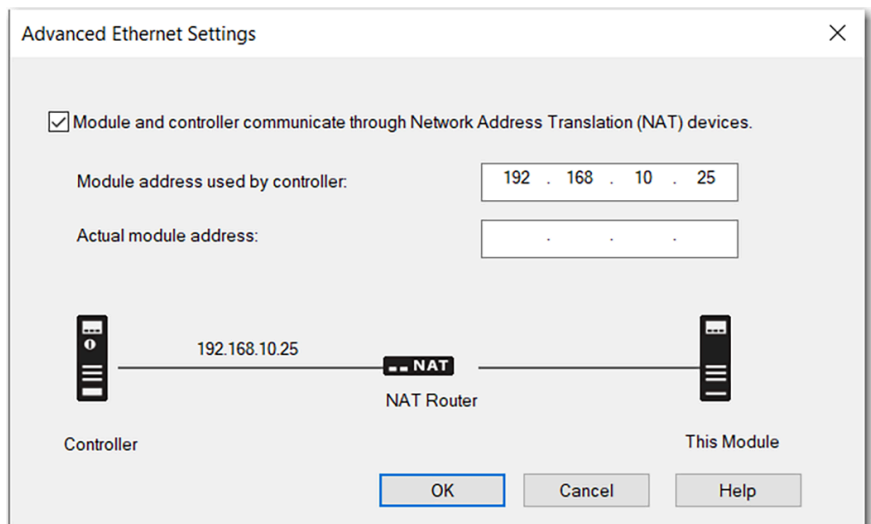 Advanced Ethernet Settings
Module and controller communicate through Network Address Translation (NAT) devices.
Module address used by controller: 192 . 168 . 10 . 25
Actual module address: . . .
192.168.10.25
NAT
NAT Router
Controller
This Module
OK Cancel Help